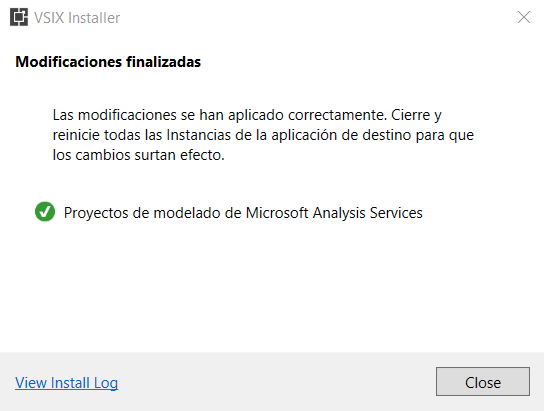 VSIX Installer
Modificaciones finalizadas
Las modificaciones se han aplicado correctamente. Cierre y
reinicie todas las Instancias de la aplicación de destino para que
los cambios surtan efecto.
Proyectos de modelado de Microsoft Analysis Services
View Install Log
Close